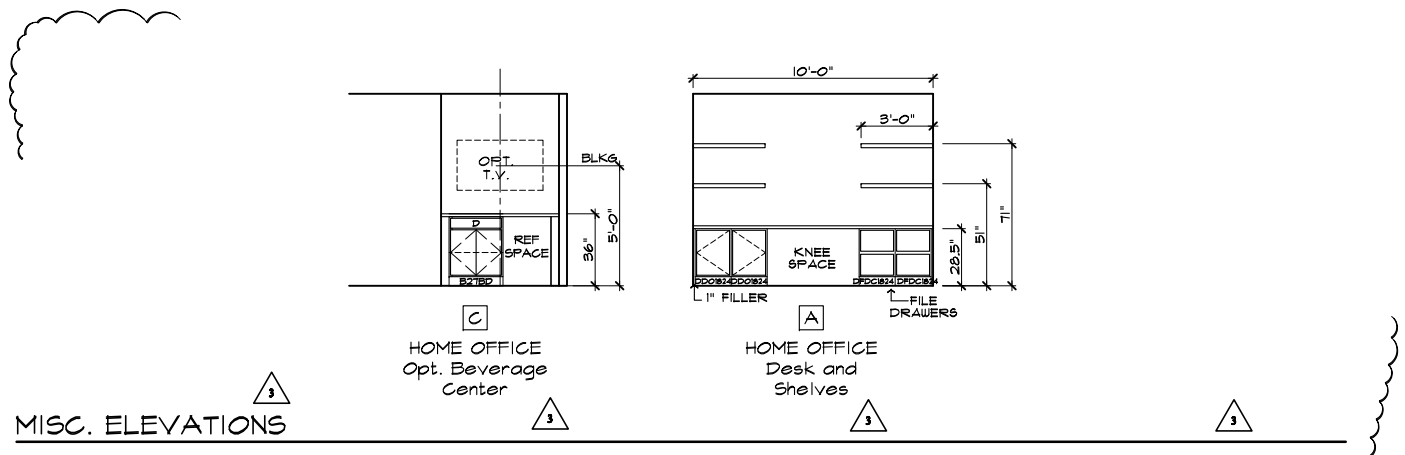 OPT.
T.V.
BLKG
D
REF
SPACE
B27BD
36"
5'-0"
C
HOME OFFICE
Opt. Beverage
Center
10'-0"
3'-0"
KNEE
SPACE
DDO1824 DDO1824
DFDC1824 DFDC1824
1" FILLER
FILE
DRAWERS
28.5"
51"
71"
A
HOME OFFICE
Desk and
Shelves
3
3
3
3
MISC. ELEVATIONS